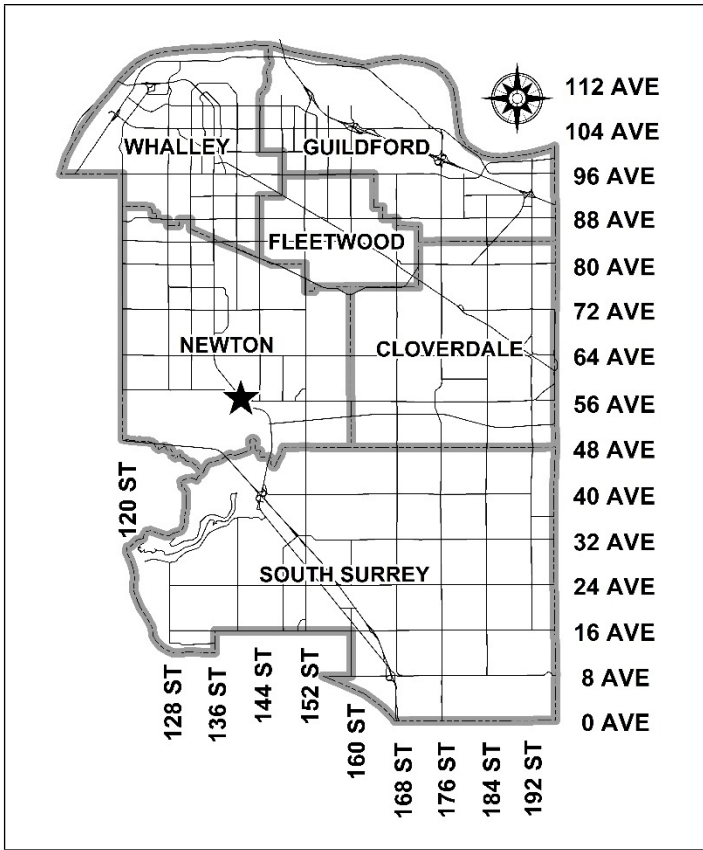 112 AVE
104 AVE
WHALLEY
GUILDFORD
96 AVE
88 AVE
FLEETWOOD
80 AVE
72 AVE
NEWTON
CLOVERDALE
64 AVE
56 AVE
48 AVE
120 ST
40 AVE
32 AVE
SOUTH SURREY
24 AVE
16 AVE
128 ST
136 ST
144 ST
152 ST
160 ST
8 AVE
0 AVE
168 ST
176 ST
184 ST
192 ST